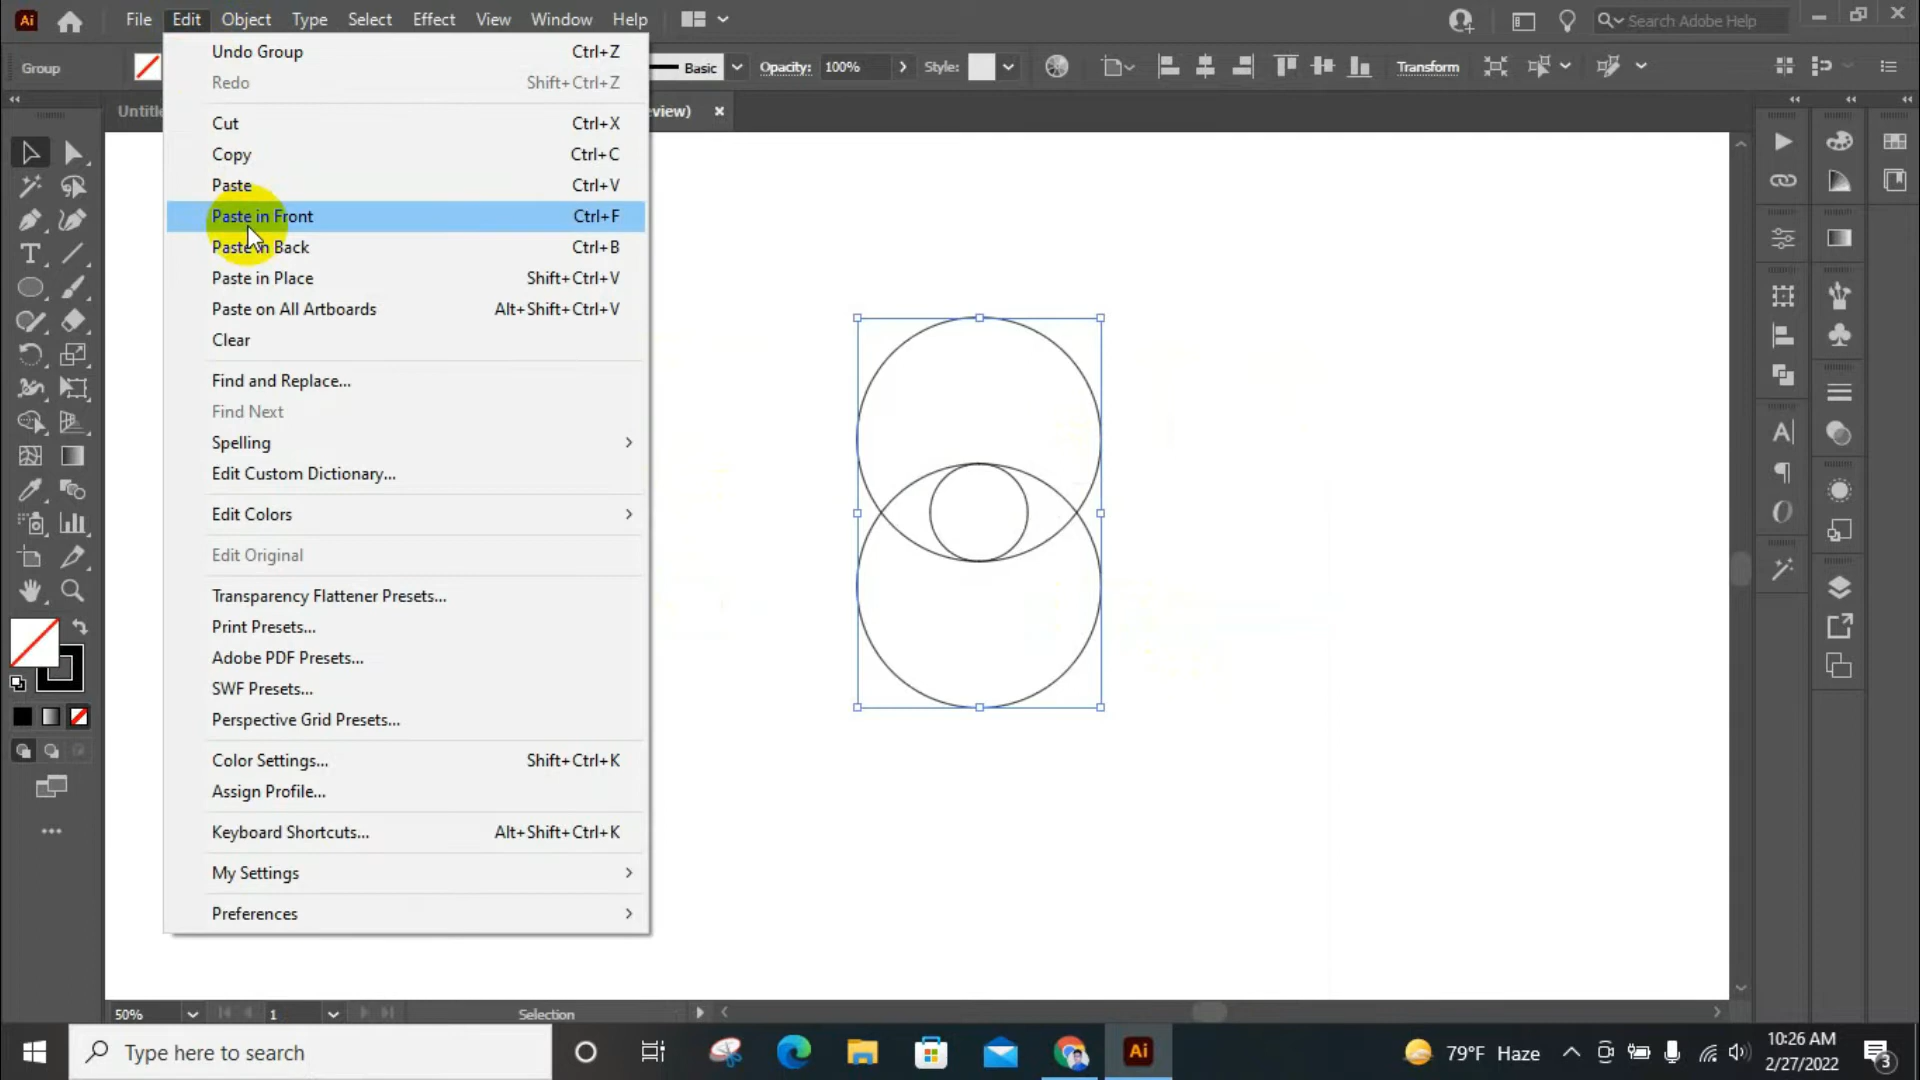 Ai File Edit Object Type Select Effect View Window Help Search Adobe Help
Group Basic Opacity: 100% Style: Transform
Untitle eview)
Undo Group Ctrl+Z
Redo Shift+Ctrl+Z
Cut Ctrl+X
Copy Ctrl+C
Paste Ctrl+V
Paste in Front Ctrl+F
Paste in Back Ctrl+B
Paste in Place Shift+Ctrl+V
Paste on All Artboards Alt+Shift+Ctrl+V
Clear
Find and Replace...
Find Next
Spelling
Edit Custom Dictionary...
Edit Colors
Edit Original
Transparency Flattener Presets...
Print Presets...
Adobe PDF Presets...
SWF Presets...
Perspective Grid Presets...
Color Settings... Shift+Ctrl+K
Assign Profile...
Keyboard Shortcuts... Alt+Shift+Ctrl+K
My Settings
Preferences
50% 1 Selection
Type here to search Ai 79°F Haze 10:26 AM
2/27/2022 3